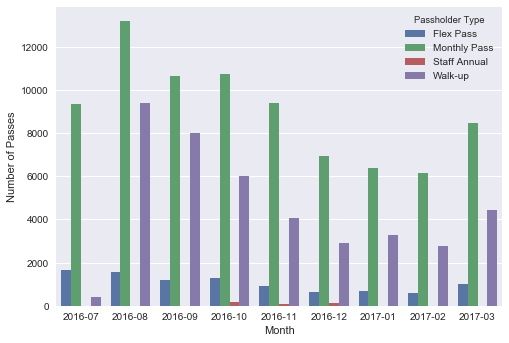 Passholder Type
Flex Pass
Monthly Pass
Staff Annual
Walk-up
Number of Passes
12000
10000
8000
6000
4000
2000
0
2016-07 2016-08 2016-09 2016-10 2016-11 2016-12 2017-01 2017-02 2017-03
Month